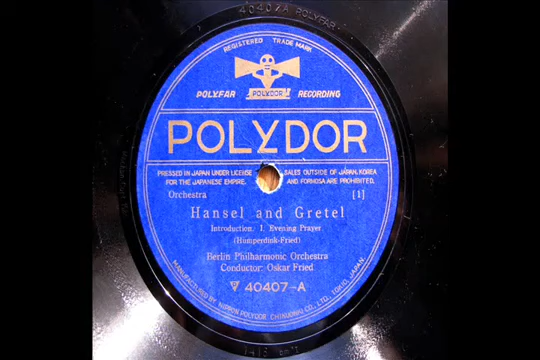 40407A POLYFAR
REGISTERED TRADE MARK
POLYFAR POLYDOR RECORDING
POLYDOR
PRESSED IN JAPAN UNDER LICENSE SALES OUTSIDE OF JAPAN, KOREA
FOR THE JAPANESE EMPIRE. AND FORMOSA ARE PROHIBITED.
Orchestra [1]
Hansel and Gretel
Introduction: 1. Evening Prayer
(Humperdink-Fried)
Berlin Philharmonic Orchestra
Conductor: Oskar Fried
40407-A
MANUFACTURED BY NIPPON POLYDOR CHIKUONKI CO., LTD. TOKYO, JAPAN.